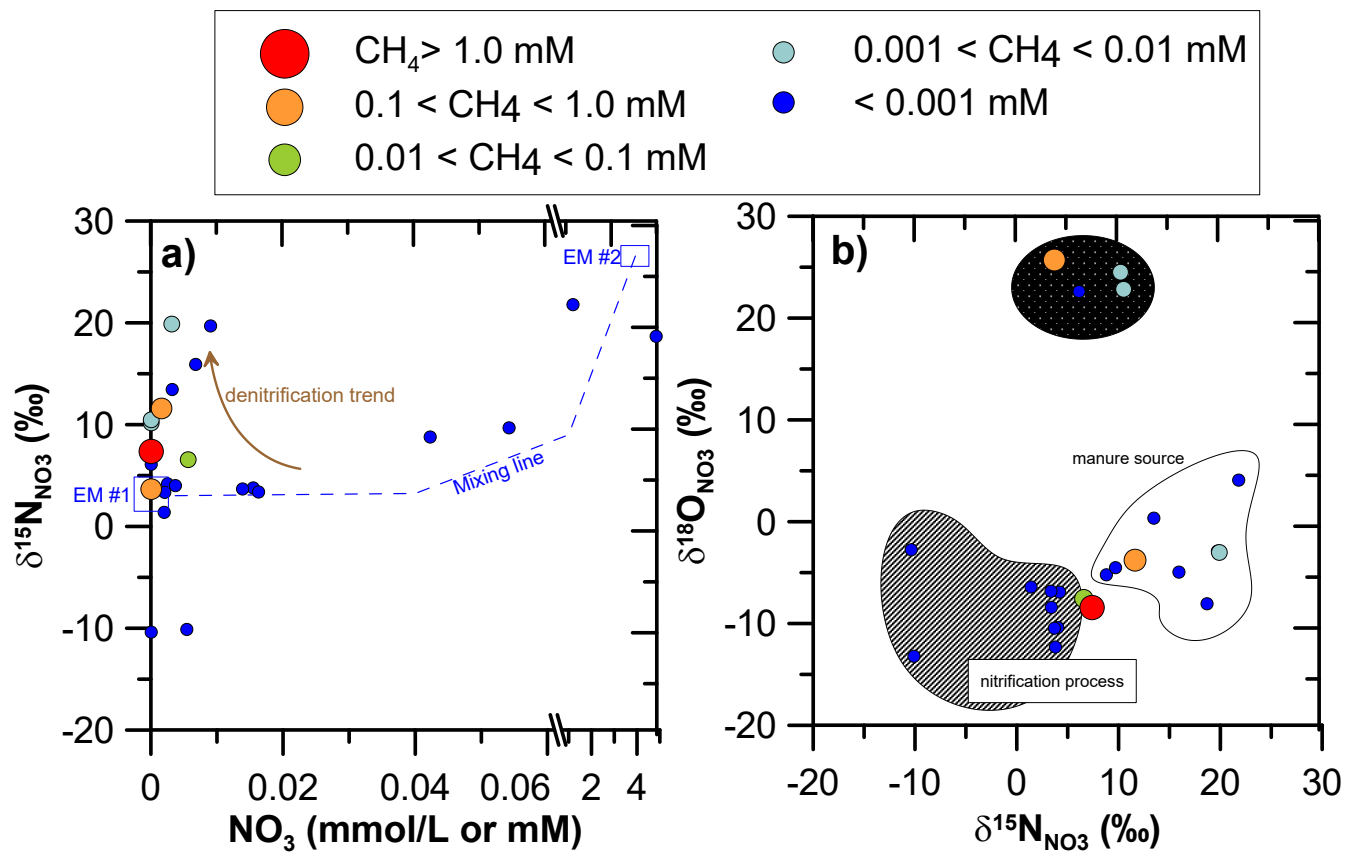 CH₄> 1.0 mM
0.1 < CH4 < 1.0 mM
0.01 < CH4 < 0.1 mM
0.001 < CH4 < 0.01 mM
< 0.001 mM
a)
30
20
10
0
-10
-20
δ¹⁵N_NO3 (‰)
EM #2
denitrification trend
Mixing line
EM #1
0 0.02 0.04 0.06 2 4
NO₃ (mmol/L or mM)
b)
30
20
10
0
-10
-20
δ¹⁸O_NO3 (‰)
manure source
nitrification process
-20 -10 0 10 20 30
δ¹⁵N_NO3 (‰)